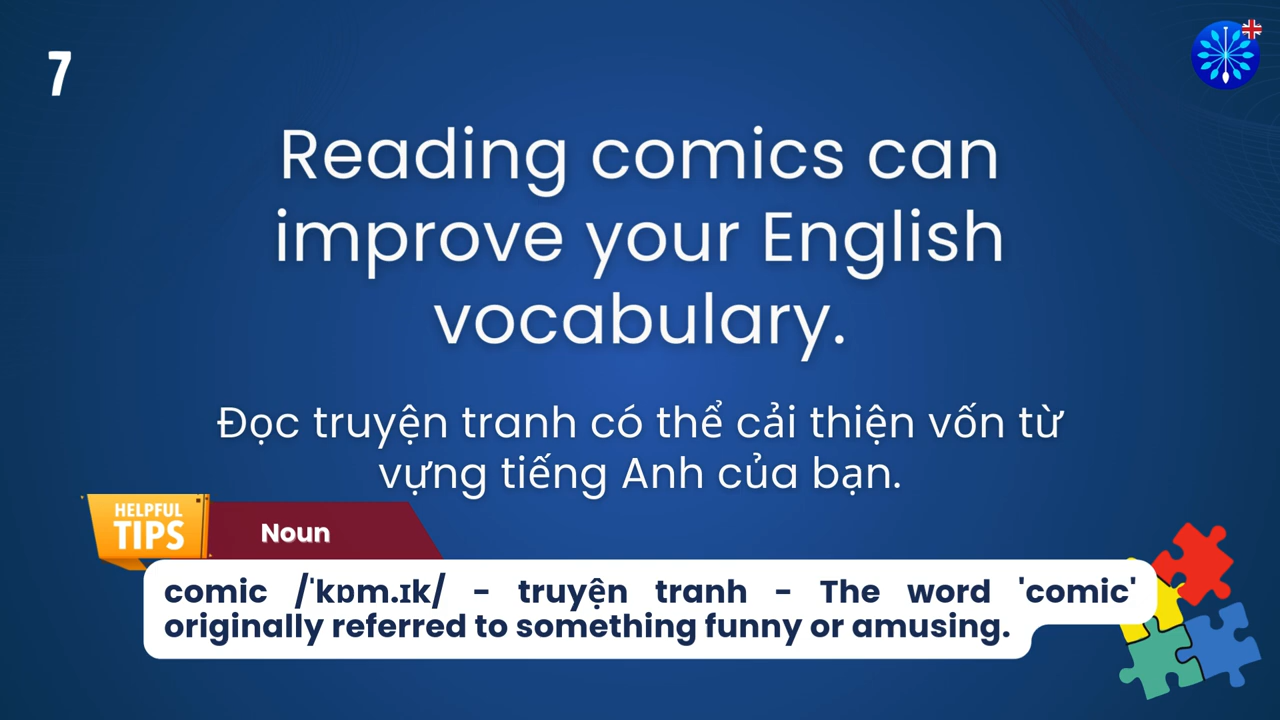 7
Reading comics can
improve your English
vocabulary.
Đọc truyện tranh có thể cải thiện vốn từ
vựng tiếng Anh của bạn.
HELPFUL
TIPS
Noun
comic /ˈkɒm.ɪk/ - truyện tranh - The word 'comic'
originally referred to something funny or amusing.